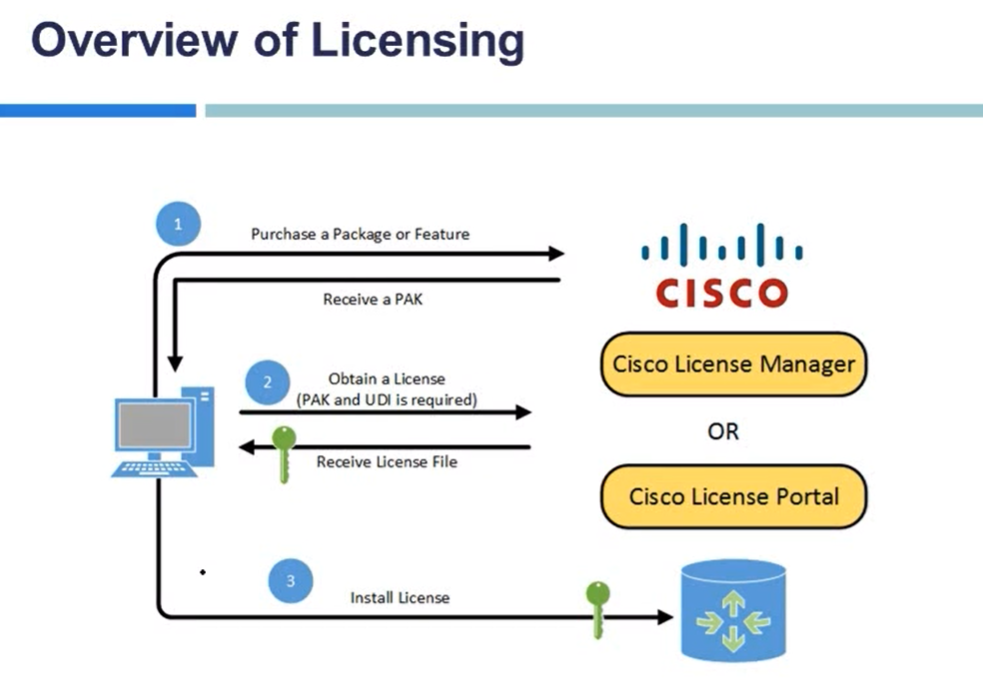 Overview of Licensing
1
Purchase a Package or Feature
Receive a PAK
CISCO
Cisco License Manager
2
Obtain a License
(PAK and UDI is required)
OR
Receive License File
Cisco License Portal
3
Install License